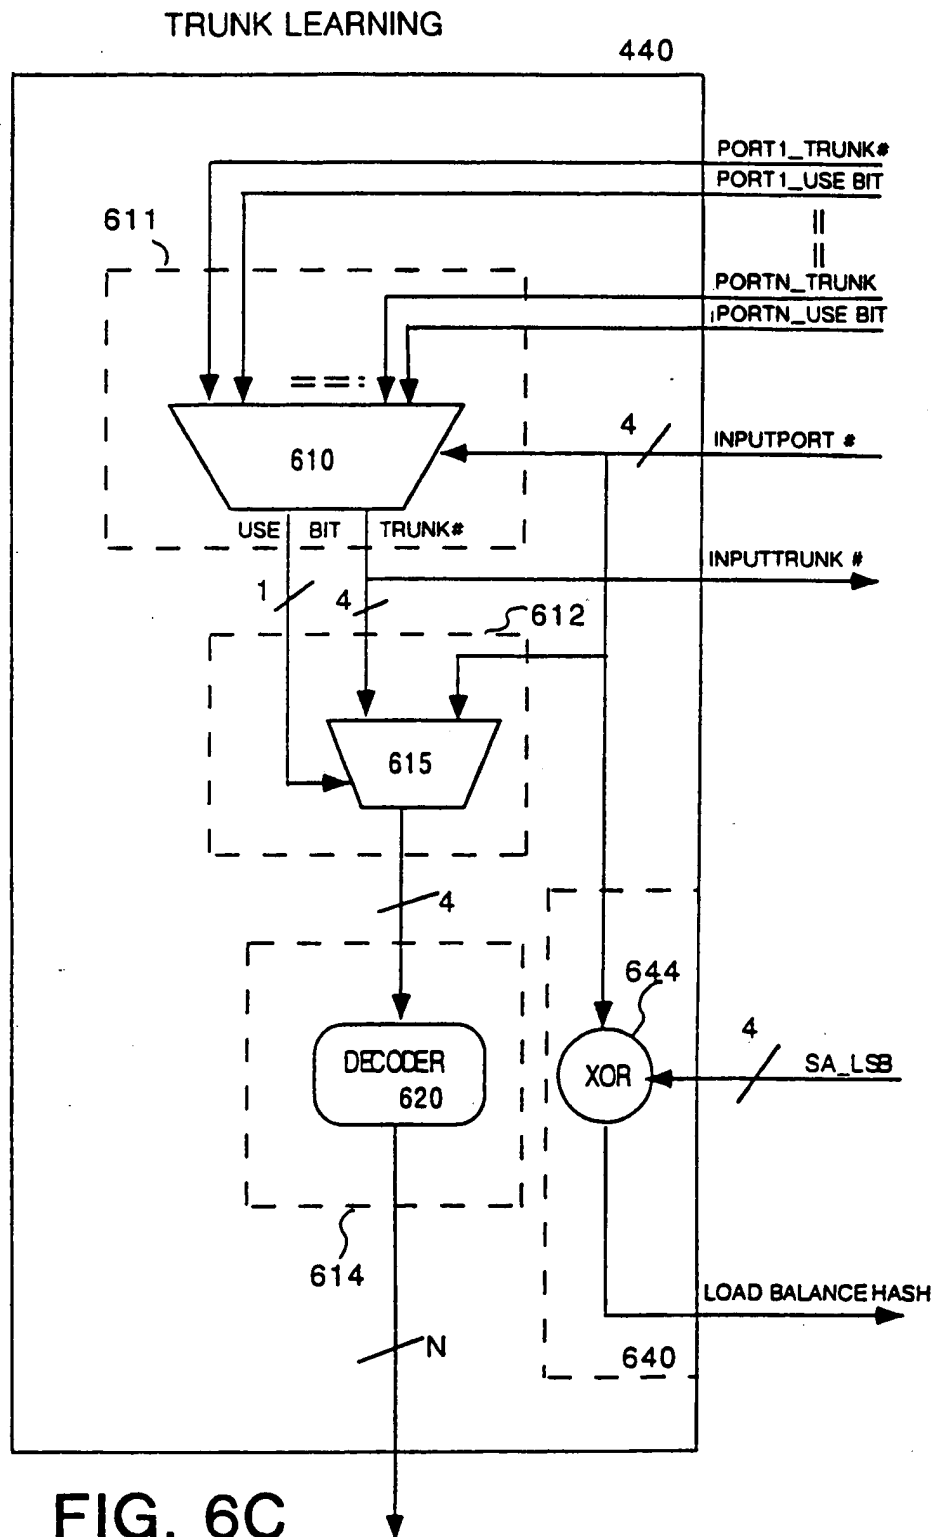 TRUNK LEARNING
440
PORT1_TRUNK#
PORT1_USE BIT
611
PORTN_TRUNK
PORTN_USE BIT
4
INPUTPORT #
610
USE BIT TRUNK#
INPUTTRUNK #
1
4
612
615
4
644
4
SA_LSB
DECODER
620
XOR
614
LOAD BALANCE HASH
N
640
FIG. 6C